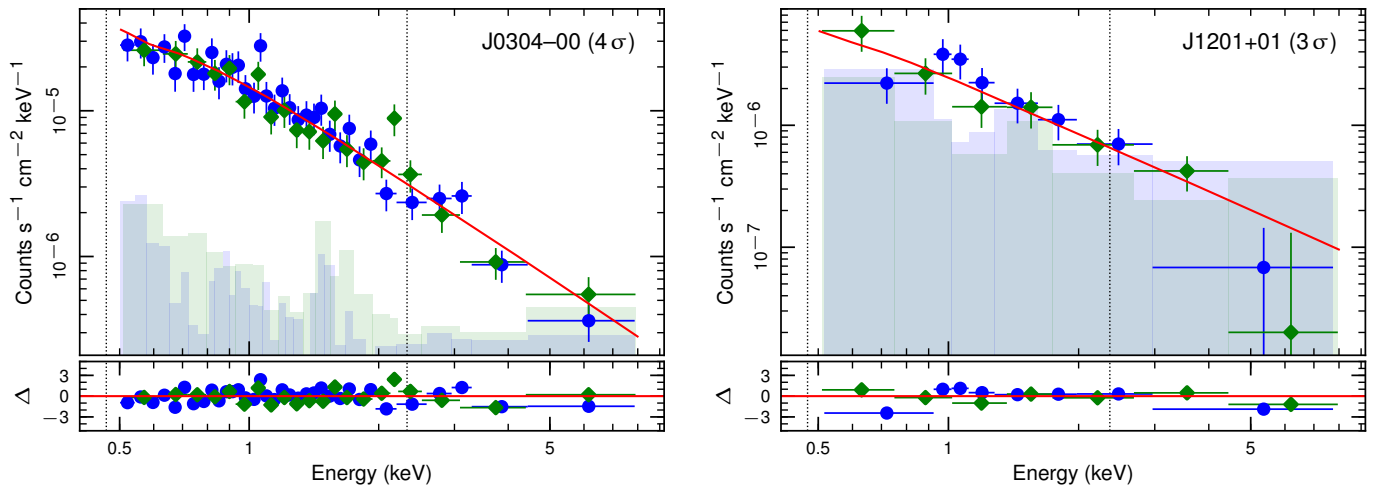 J0304–00 (4 σ)
Counts s⁻¹ cm⁻² keV⁻¹
10⁻⁵
10⁻⁶
Δ
3
0
−3
0.5 1 5
Energy (keV)
J1201+01 (3 σ)
Counts s⁻¹ cm⁻² keV⁻¹
10⁻⁶
10⁻⁷
Δ
3
0
−3
0.5 1 5
Energy (keV)